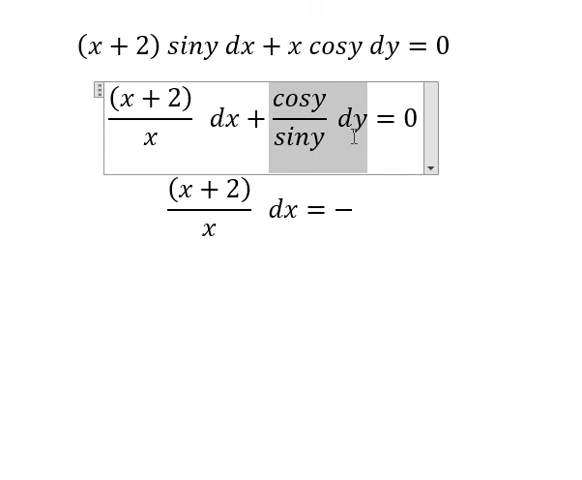 (x + 2) siny dx + x cosy dy = 0
(x + 2)/x dx + cosy/siny dy = 0
(x + 2)/x dx = −